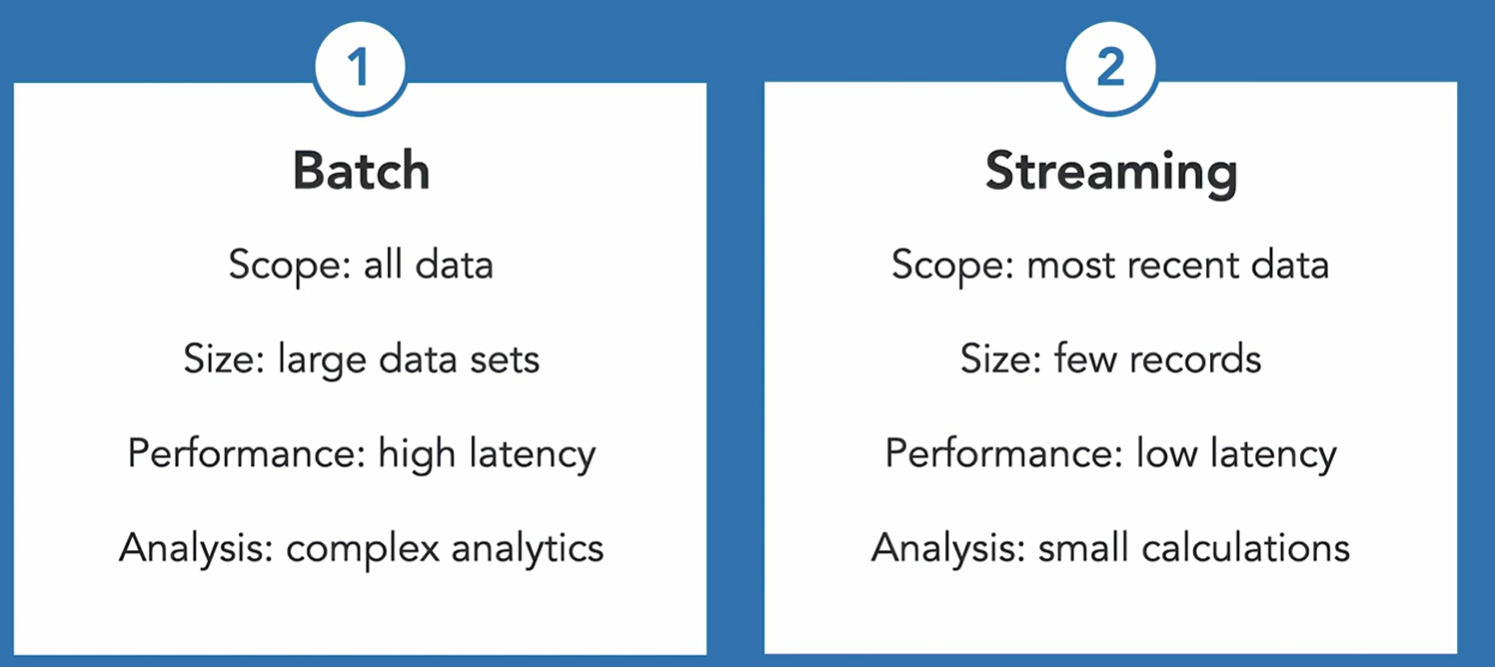 1
Batch
Scope: all data
Size: large data sets
Performance: high latency
Analysis: complex analytics
2
Streaming
Scope: most recent data
Size: few records
Performance: low latency
Analysis: small calculations